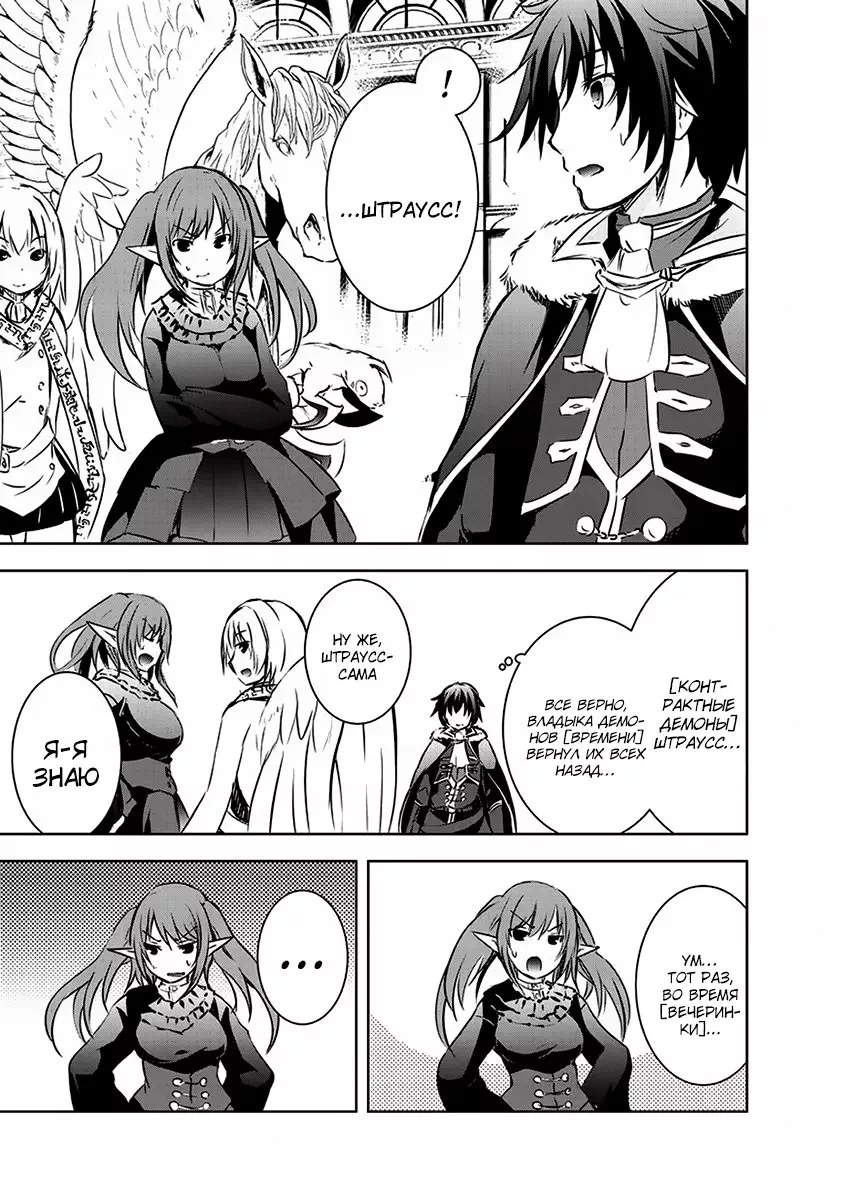 !
...ШТРАУСС!
[КОНТ-
РАКТНЫЕ
ДЕМОНЫ]
ШТРАУСС...
ВСЕ ВЕРНО,
ВЛАДЫКА ДЕМО-
НОВ [ВРЕМЕНИ]
ВЕРНУЛ ИХ ВСЕХ
НАЗАД...
НУ ЖЕ,
ШТРАУСС-
САМА
Я-Я
ЗНАЮ
УМ...
ТОТ РАЗ,
ВО ВРЕМЯ
[ВЕЧЕРИН-
КИ]...
...